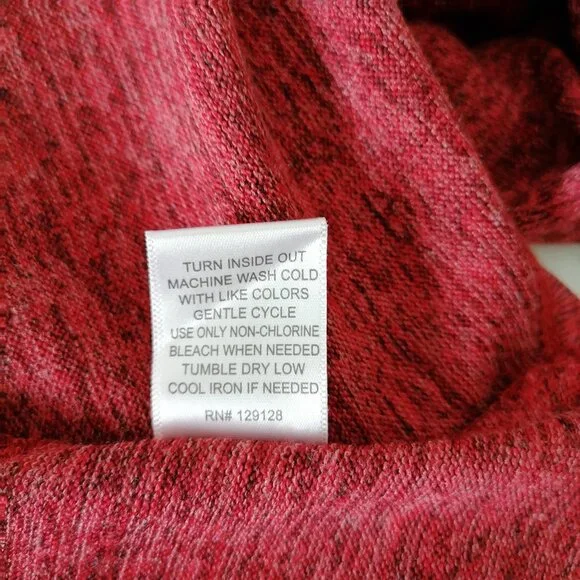 TURN INSIDE OUT
MACHINE WASH COLD
WITH LIKE COLORS
GENTLE CYCLE
USE ONLY NON-CHLORINE
BLEACH WHEN NEEDED
TUMBLE DRY LOW
COOL IRON IF NEEDED
RN# 129128